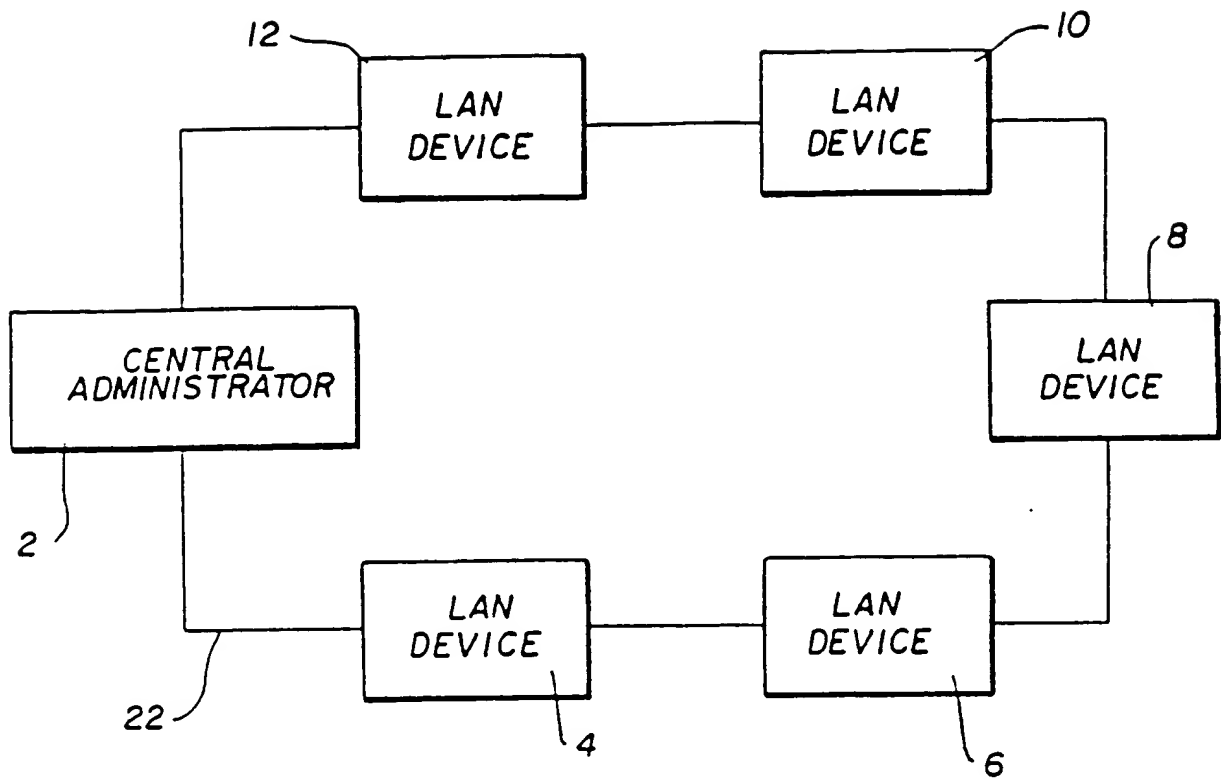 12
10
LAN
DEVICE
LAN
DEVICE
8
CENTRAL
ADMINISTRATOR
LAN
DEVICE
2
LAN
DEVICE
LAN
DEVICE
22
4
6